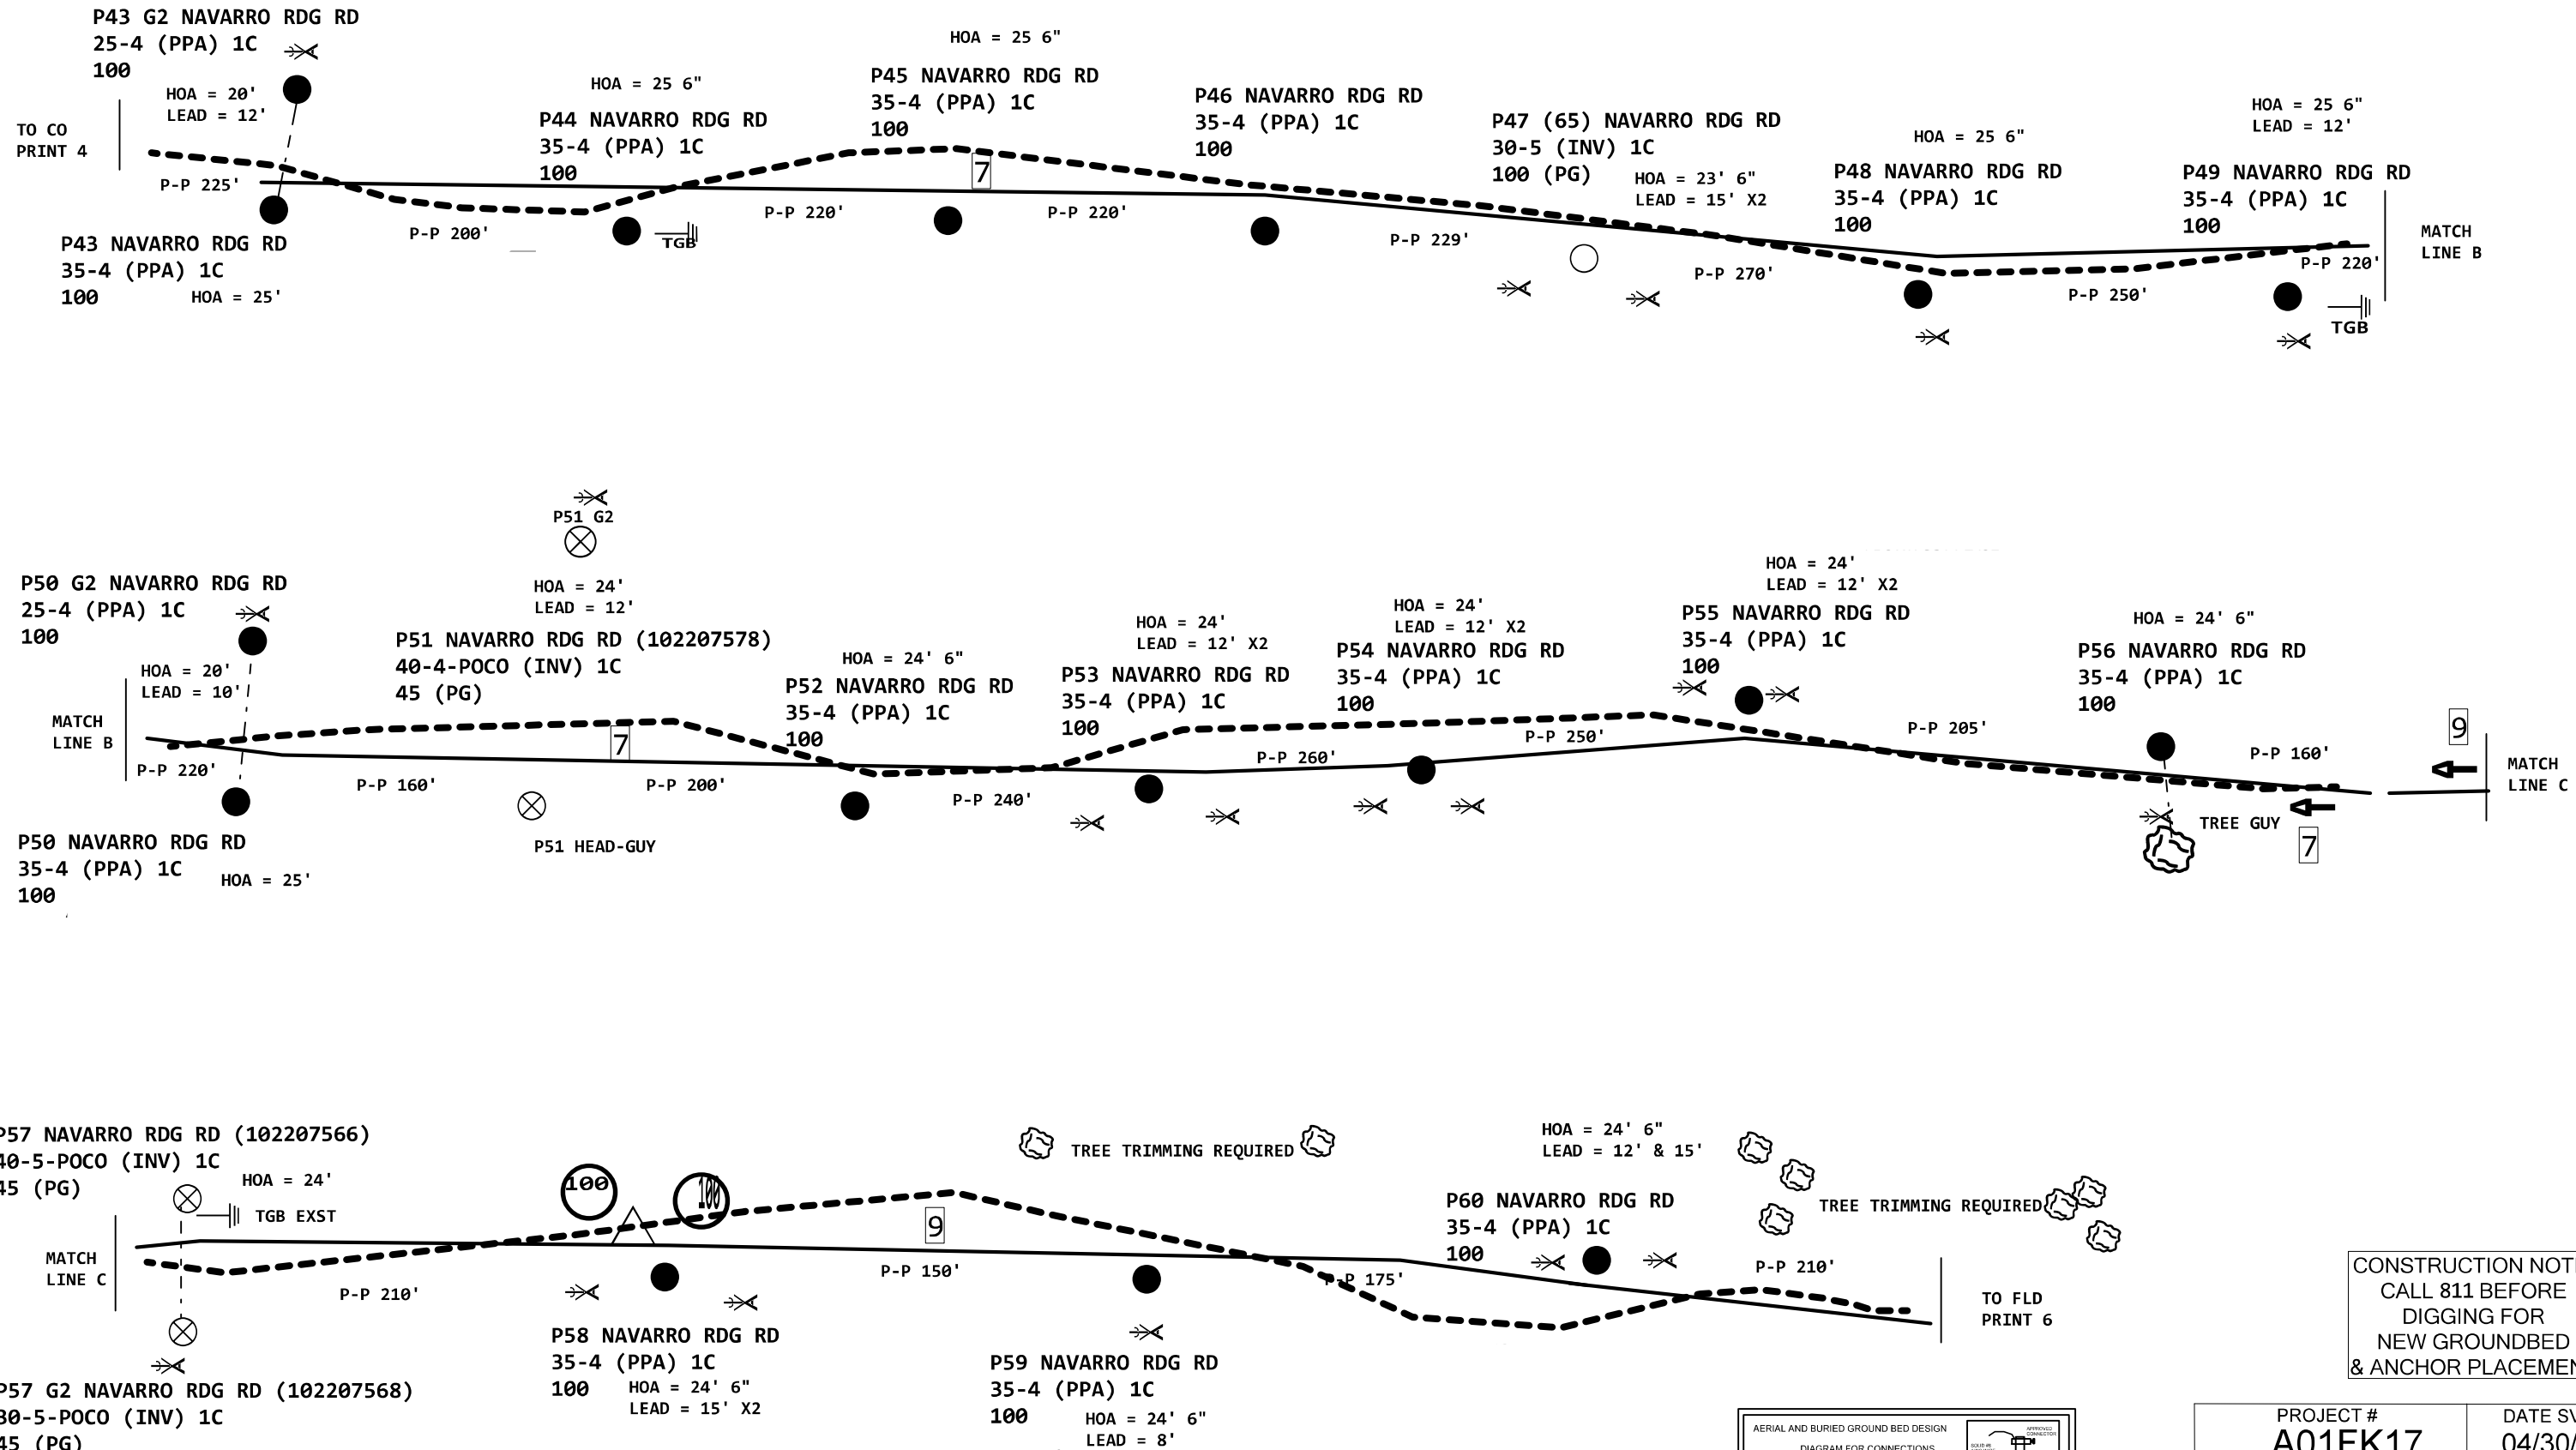 P43 G2 NAVARRO RDG RD
25-4 (PPA) 1C
100
HOA = 20'
LEAD = 12'
TO CO
PRINT 4
P-P 225'
P43 NAVARRO RDG RD
35-4 (PPA) 1C
100
HOA = 25'
P-P 200'
HOA = 25 6"
P44 NAVARRO RDG RD
35-4 (PPA) 1C
100
TGB
P-P 220'
HOA = 25 6"
P45 NAVARRO RDG RD
35-4 (PPA) 1C
100
7
P-P 220'
P46 NAVARRO RDG RD
35-4 (PPA) 1C
100
P-P 229'
P47 (65) NAVARRO RDG RD
30-5 (INV) 1C
100 (PG)
HOA = 23' 6"
LEAD = 15' X2
P-P 270'
HOA = 25 6"
P48 NAVARRO RDG RD
35-4 (PPA) 1C
100
P-P 250'
HOA = 25 6"
LEAD = 12'
P49 NAVARRO RDG RD
35-4 (PPA) 1C
100
P-P 220'
TGB
MATCH
LINE B
P50 G2 NAVARRO RDG RD
25-4 (PPA) 1C
100
HOA = 20'
LEAD = 10'
MATCH
LINE B
P-P 220'
P50 NAVARRO RDG RD
35-4 (PPA) 1C
100
HOA = 25'
P-P 160'
P51 G2
HOA = 24'
LEAD = 12'
P51 NAVARRO RDG RD (102207578)
40-4-POCO (INV) 1C
45 (PG)
7
P-P 200'
P51 HEAD-GUY
HOA = 24' 6"
P52 NAVARRO RDG RD
35-4 (PPA) 1C
100
P-P 240'
HOA = 24'
LEAD = 12' X2
P53 NAVARRO RDG RD
35-4 (PPA) 1C
100
P-P 260'
HOA = 24'
LEAD = 12' X2
P54 NAVARRO RDG RD
35-4 (PPA) 1C
100
P-P 250'
HOA = 24'
LEAD = 12' X2
P55 NAVARRO RDG RD
35-4 (PPA) 1C
100
P-P 205'
HOA = 24' 6"
P56 NAVARRO RDG RD
35-4 (PPA) 1C
100
P-P 160'
TREE GUY
7
9
MATCH
LINE C
P57 NAVARRO RDG RD (102207566)
40-5-POCO (INV) 1C
45 (PG)
HOA = 24'
TGB EXST
MATCH
LINE C
P-P 210'
P57 G2 NAVARRO RDG RD (102207568)
30-5-POCO (INV) 1C
45 (PG)
100
100
P58 NAVARRO RDG RD
35-4 (PPA) 1C
100
HOA = 24' 6"
LEAD = 15' X2
9
P-P 150'
TREE TRIMMING REQUIRED
P59 NAVARRO RDG RD
35-4 (PPA) 1C
100
HOA = 24' 6"
LEAD = 8'
P-P 175'
HOA = 24' 6"
LEAD = 12' & 15'
P60 NAVARRO RDG RD
35-4 (PPA) 1C
100
TREE TRIMMING REQUIRED
P-P 210'
TO FLD
PRINT 6
CONSTRUCTION NOT
CALL 811 BEFORE
DIGGING FOR
NEW GROUNDBED
& ANCHOR PLACEMEN
AERIAL AND BURIED GROUND BED DESIGN
DIAGRAM FOR CONNECTIONS
APPROVED
CONNECTOR
PROJECT #
A01FK17
DATE SV
04/30/